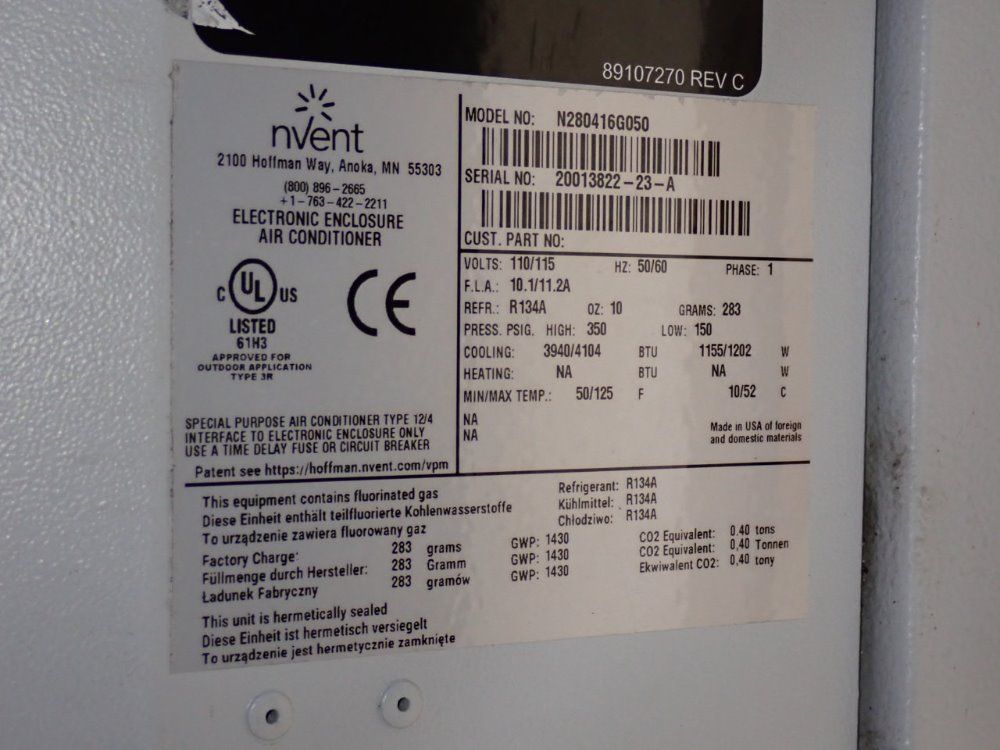 89107270 REV C
nVent
2100 Hoffman Way, Anoka, MN 55303
(800) 896-2665
+1-763-422-2211
ELECTRONIC ENCLOSURE
AIR CONDITIONER
C UL US
LISTED
61H3
APPROVED FOR
OUTDOOR APPLICATION
TYPE 3R
CE
SPECIAL PURPOSE AIR CONDITIONER TYPE 12/4
INTERFACE TO ELECTRONIC ENCLOSURE ONLY
USE A TIME DELAY FUSE OR CIRCUIT BREAKER
Patent see https://hoffman.nvent.com/vpm
MODEL NO: N280416G050
SERIAL NO: 20013822-23-A
CUST. PART NO:
VOLTS: 110/115 HZ: 50/60 PHASE: 1
F.L.A.: 10.1/11.2A
REFR.: R134A OZ: 10 GRAMS: 283
PRESS. PSIG. HIGH: 350 LOW: 150
COOLING: 3940/4104 BTU 1155/1202 W
HEATING: NA BTU NA W
MIN/MAX TEMP.: 50/125 F 10/52 C
NA
NA
Made in USA of foreign
and domestic materials
This equipment contains fluorinated gas Refrigerant: R134A
Diese Einheit enthält teilfluorierte Kohlenwasserstoffe Kühlmittel: R134A
To urządzenie zawiera fluorowany gaz Chłodziwo: R134A
Factory Charge: 283 grams GWP: 1430 CO2 Equivalent: 0.40 tons
Füllmenge durch Hersteller: 283 Gramm GWP: 1430 CO2 Equivalent: 0,40 Tonnen
Ładunek Fabryczny 283 gramów GWP: 1430 Ekwiwalent CO2: 0,40 tony
This unit is hermetically sealed
Diese Einheit ist hermetisch versiegelt
To urządzenie jest hermetycznie zamknięte